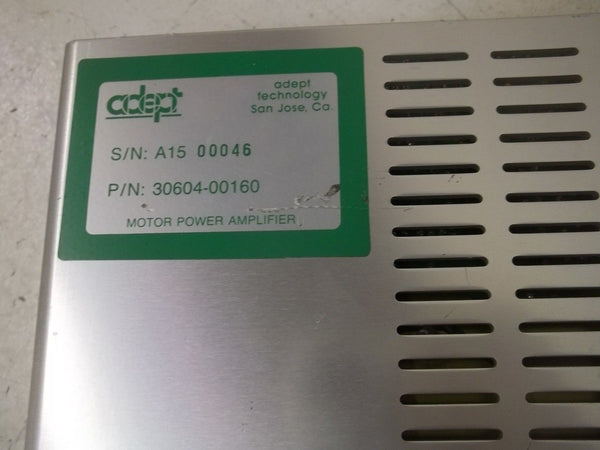 adept
adept
technology
San Jose, Ca.
S/N: A15 00046
P/N: 30604-00160
MOTOR POWER AMPLIFIER